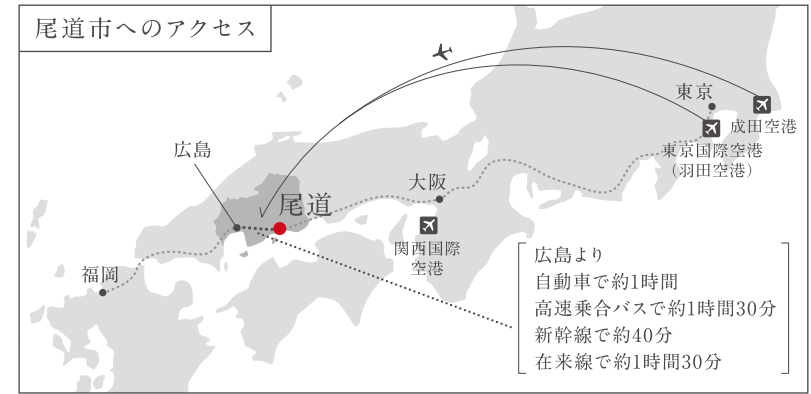 尾道市へのアクセス
東京
成田空港
東京国際空港
（羽田空港）
広島
大阪
尾道
関西国際
空港
福岡
広島より
自動車で約1時間
高速乗合バスで約1時間30分
新幹線で約40分
在来線で約1時間30分